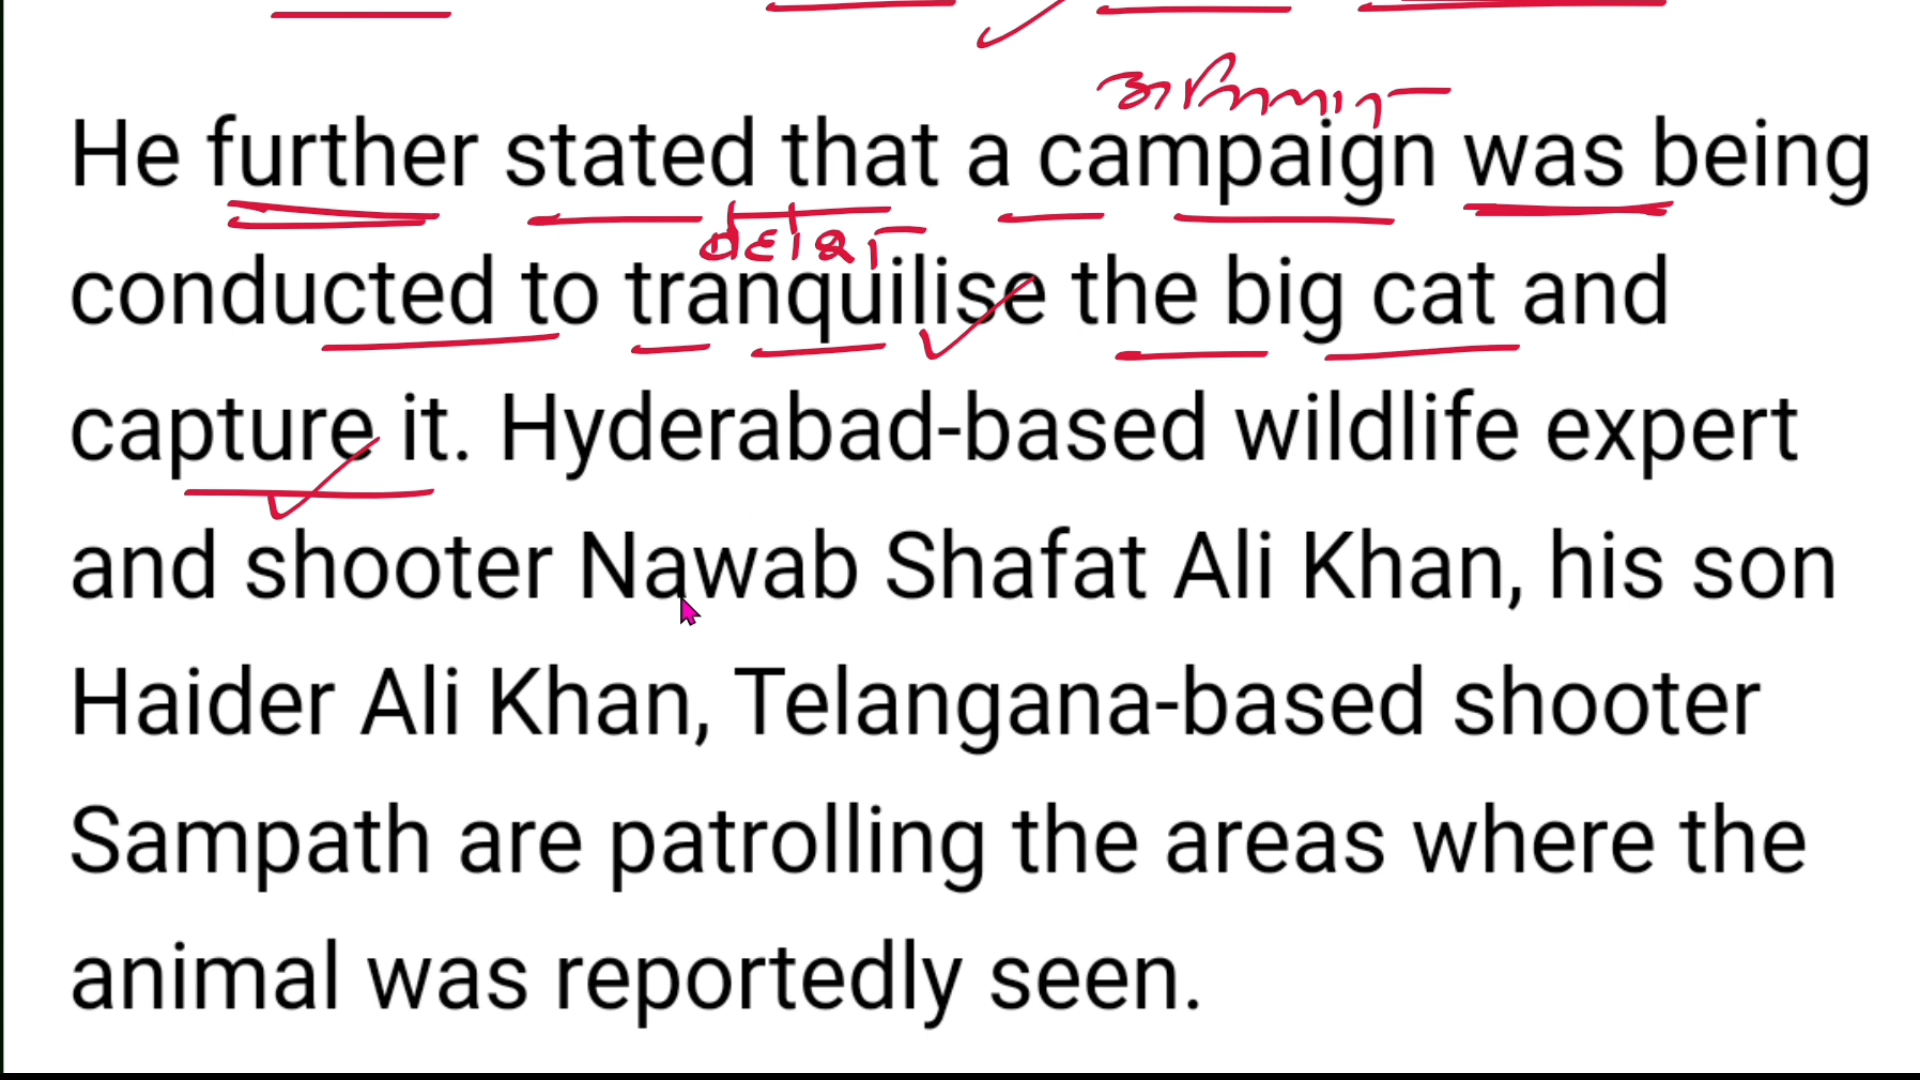 He further stated that a campaign was being
conducted to tranquilise the big cat and
capture it. Hyderabad-based wildlife expert
and shooter Nawab Shafat Ali Khan, his son
Haider Ali Khan, Telangana-based shooter
Sampath are patrolling the areas where the
animal was reportedly seen.